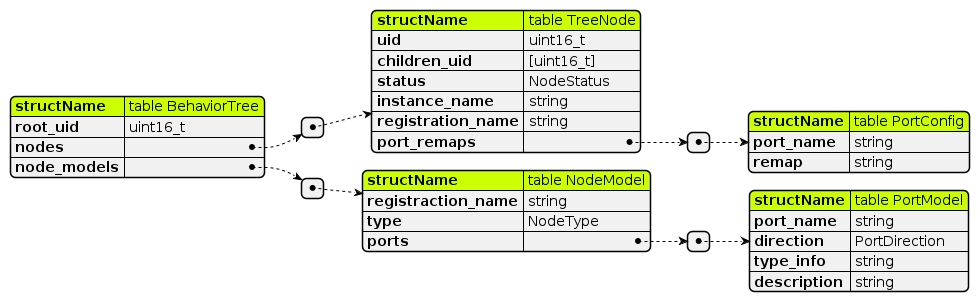 structName table BehaviorTree
root_uid uint16_t
nodes
node_models
structName table TreeNode
uid uint16_t
children_uid [uint16_t]
status NodeStatus
instance_name string
registration_name string
port_remaps
structName table NodeModel
registraction_name string
type NodeType
ports
structName table PortConfig
port_name string
remap string
structName table PortModel
port_name string
direction PortDirection
type_info string
description string